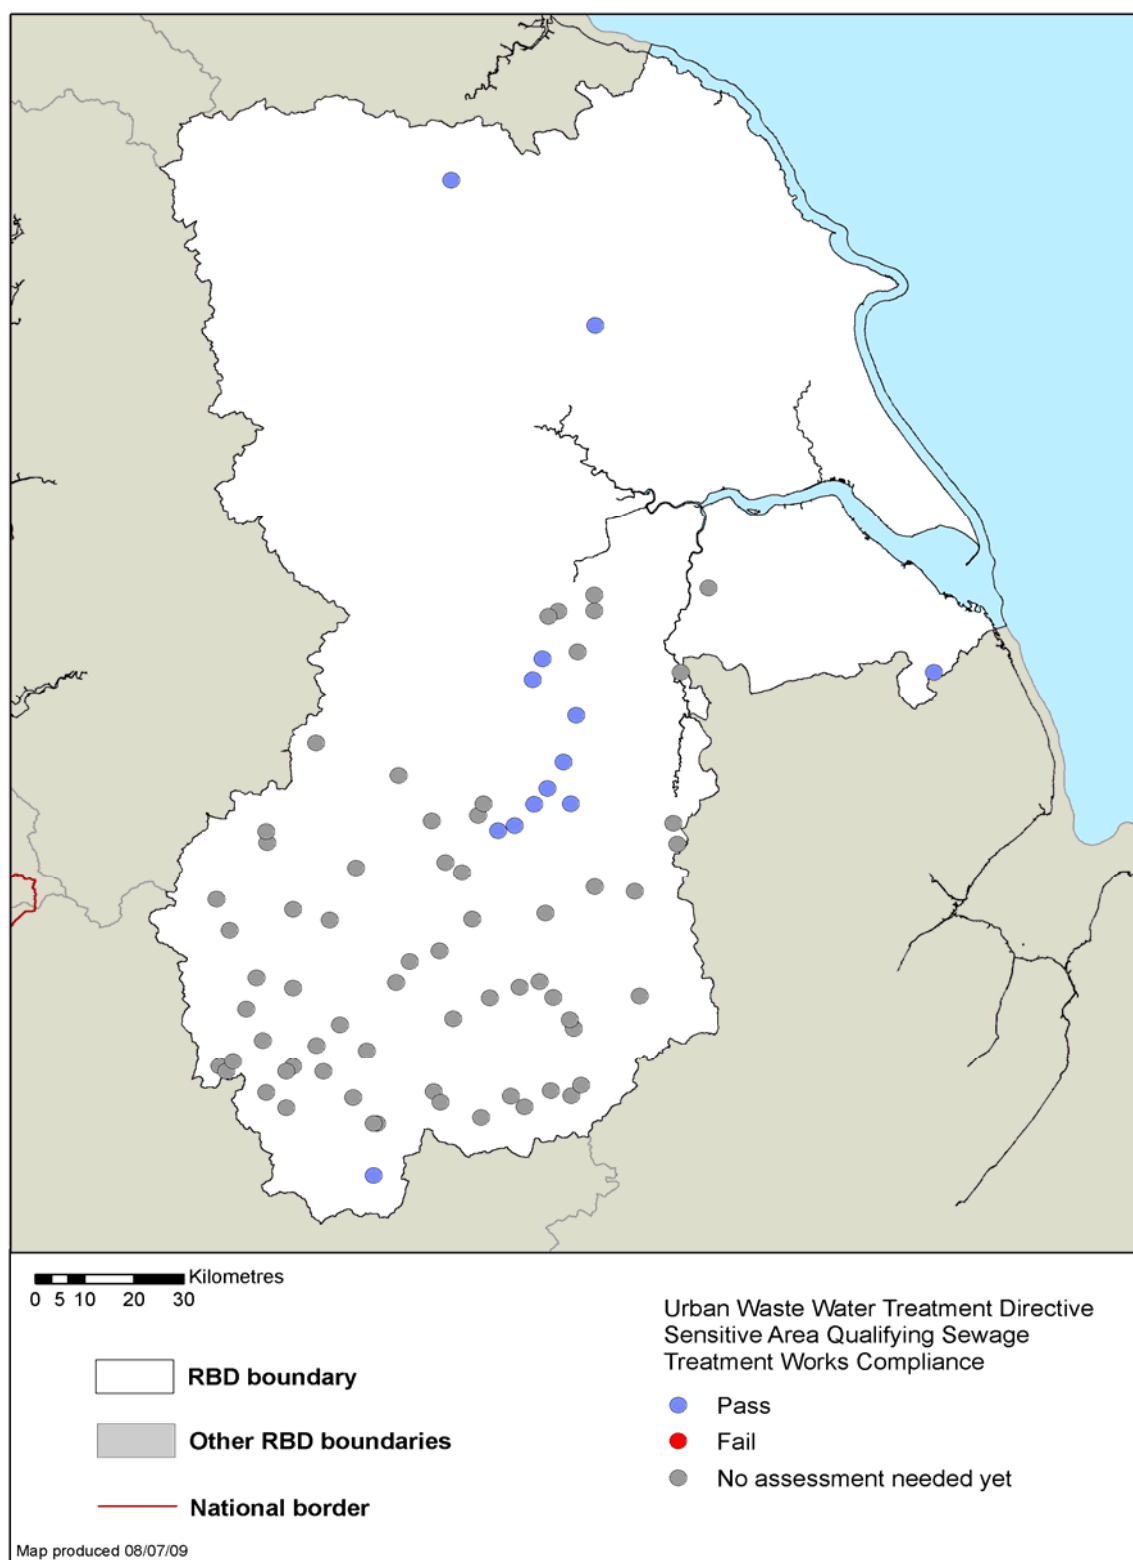 Kilometres
0 5 10 20 30
RBD boundary
Other RBD boundaries
National border
Map produced 08/07/09
Urban Waste Water Treatment Directive
Sensitive Area Qualifying Sewage
Treatment Works Compliance
Pass
Fail
No assessment needed yet